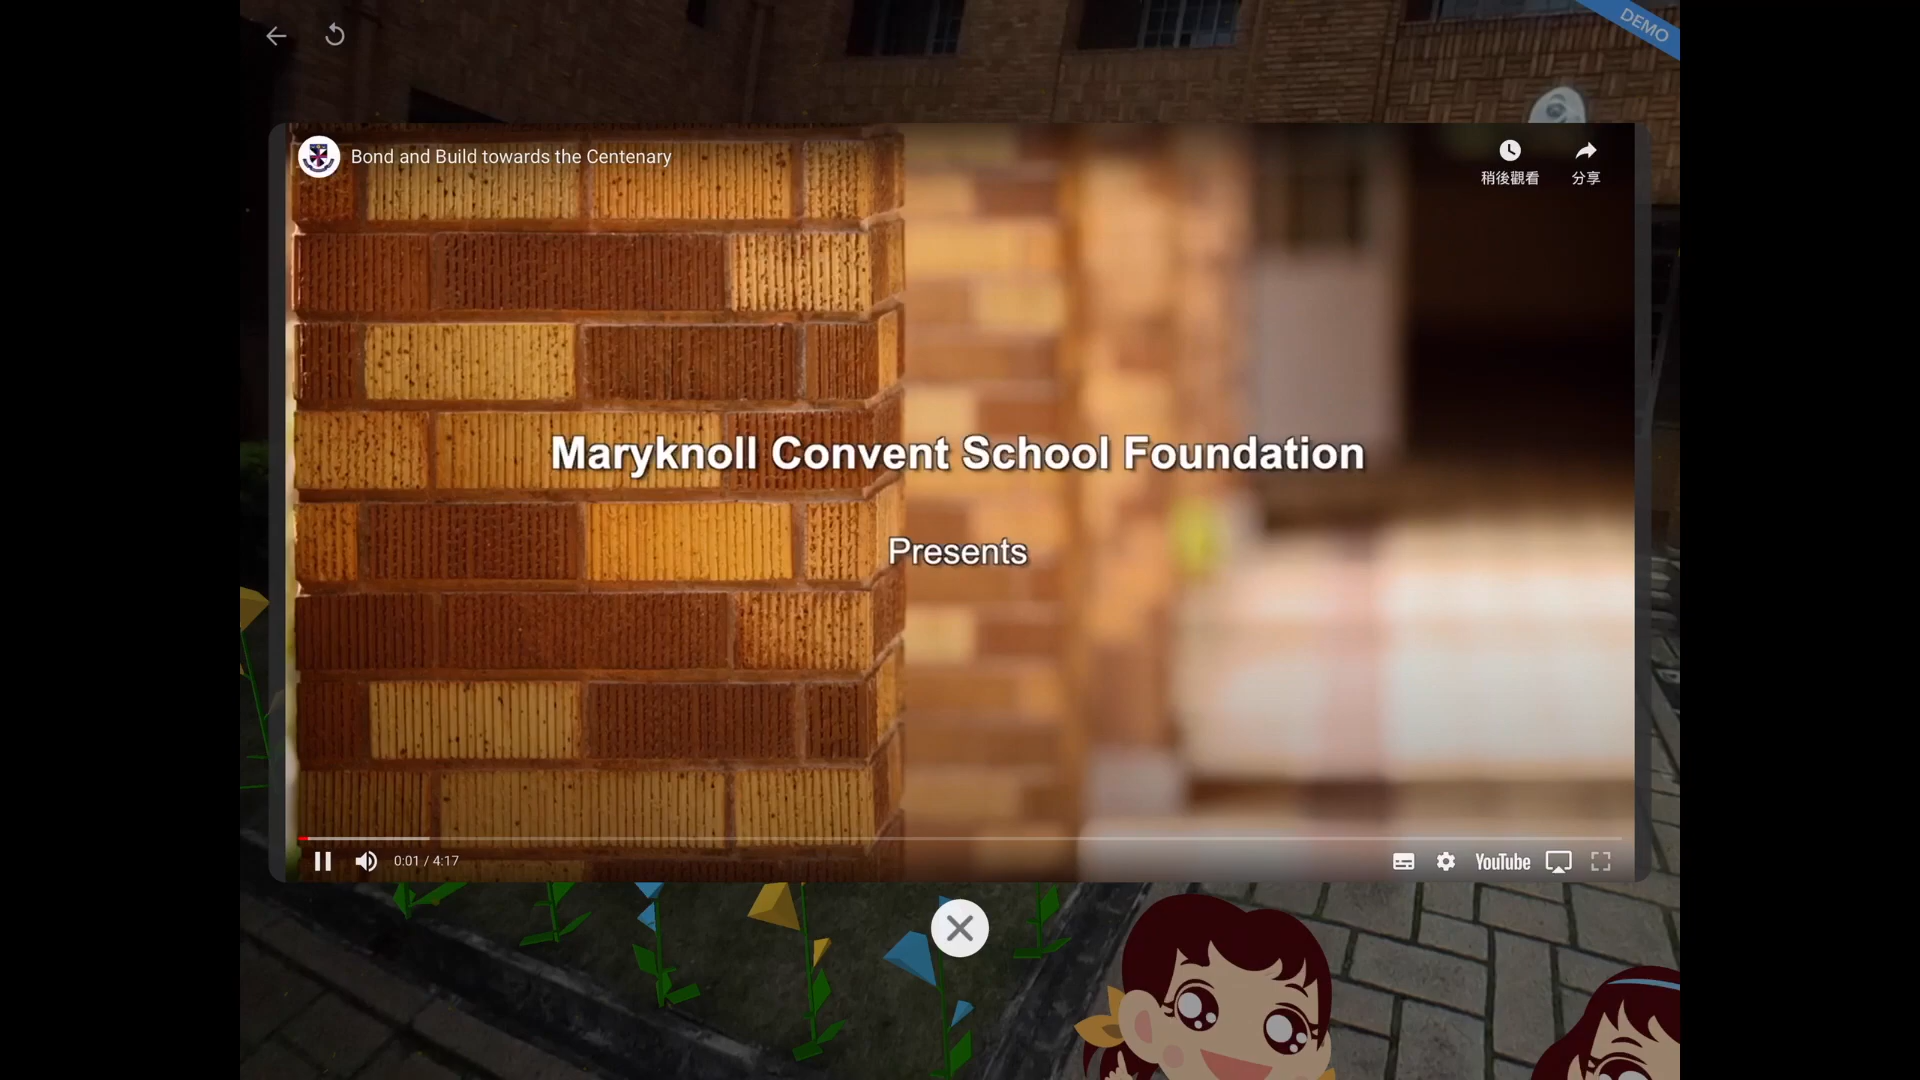 DEMO
Bond and Build towards the Centenary
稍後觀看
分享
Maryknoll Convent School Foundation
Presents
0:01 / 4:17
YouTube